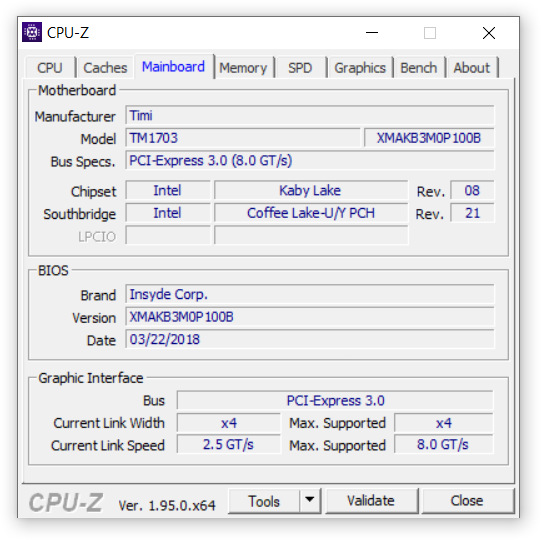 CPU-Z
CPU Caches Mainboard Memory SPD Graphics Bench About
Motherboard
Manufacturer Timi
Model TM1703 XMAKB3M0P100B
Bus Specs. PCI-Express 3.0 (8.0 GT/s)
Chipset Intel Kaby Lake Rev. 08
Southbridge Intel Coffee Lake-U/Y PCH Rev. 21
LPCIO
BIOS
Brand Insyde Corp.
Version XMAKB3M0P100B
Date 03/22/2018
Graphic Interface
Bus PCI-Express 3.0
Current Link Width x4 Max. Supported x4
Current Link Speed 2.5 GT/s Max. Supported 8.0 GT/s
CPU-Z Ver. 1.95.0.x64 Tools Validate Close